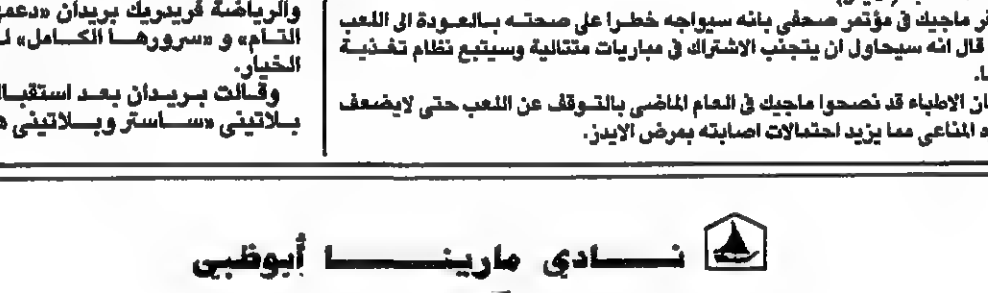 ر ماجيك في مؤتمر صحفي بانه سيواجه خطرا على صحته بالعودة الى اللعب
قال انه سيحاول ان يتجنب الاشتراك في مباريات متتالية وسيتبع نظام تغذية
ا.
ان الاطباء قد نصحوا ماجيك في العام الماضي بالتوقف عن اللعب حتى لايضعف
المناعي مما يزيد احتمالات اصابته بمرض الايدز.
والرياضة فريدريك بريدان «دعمه
التام» و «سرورها الكامل» ل
الخيار.
وقالت بريدان بعد استقبال
بلاتيني «ساستر وبلاتيني ه
نادي مارينا أبوظبي